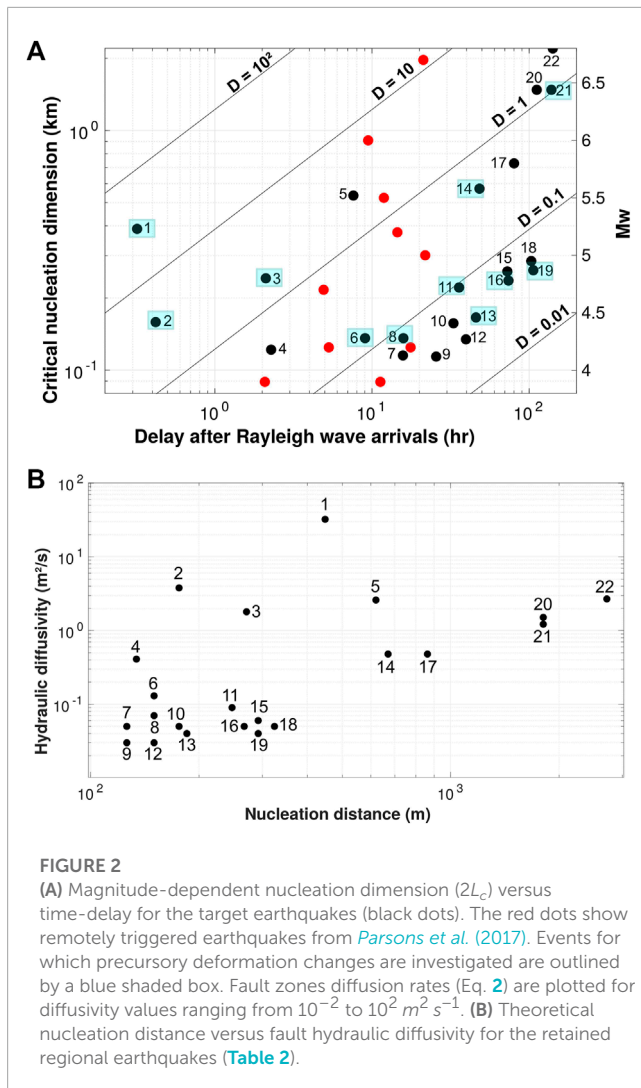 A
Critical nucleation dimension (km)
10⁰
10⁻¹
D = 10²
D = 10
D = 1
D = 0.1
D = 0.01
22
20
21
17
14
5
1
3
2
18
15
19
16
11
13
10
12
8
6
7
9
4
6.5
6
5.5
5
4.5
4
Mw
10⁰
10¹
10²
Delay after Rayleigh wave arrivals (hr)
B
Hydraulic diffusivity (m²/s)
10²
10¹
10⁰
10⁻¹
1
2
3
5
22
20
21
4
14
17
6
11
15
7
8
10
16
18
9
12
13
19
10²
10³
Nucleation distance (m)
FIGURE 2
(A) Magnitude-dependent nucleation dimension (2Lc) versus
time-delay for the target earthquakes (black dots). The red dots show
remotely triggered earthquakes from Parsons et al. (2017). Events for
which precursory deformation changes are investigated are outlined
by a blue shaded box. Fault zones diffusion rates (Eq. 2) are plotted for
diffusivity values ranging from 10⁻² to 10² m² s⁻¹. (B) Theoretical
nucleation distance versus fault hydraulic diffusivity for the retained
regional earthquakes (Table 2).